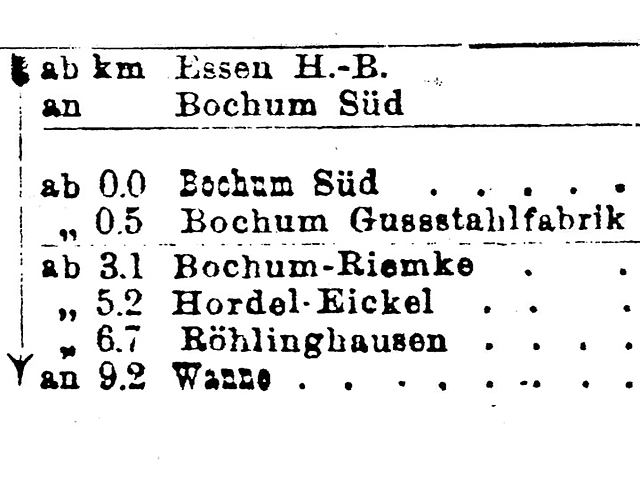 ab km Essen H.-B.
an Bochum Süd
ab 0.0 Bochum Süd . . . . .
„ 0.5 Bochum Gussstahlfabrik
ab 3.1 Bochum-Riemke . .
„ 5.2 Hordel-Eickel . . .
„ 6.7 Röhlinghausen . . . .
an 9.2 Wanne . . . . . . . . .